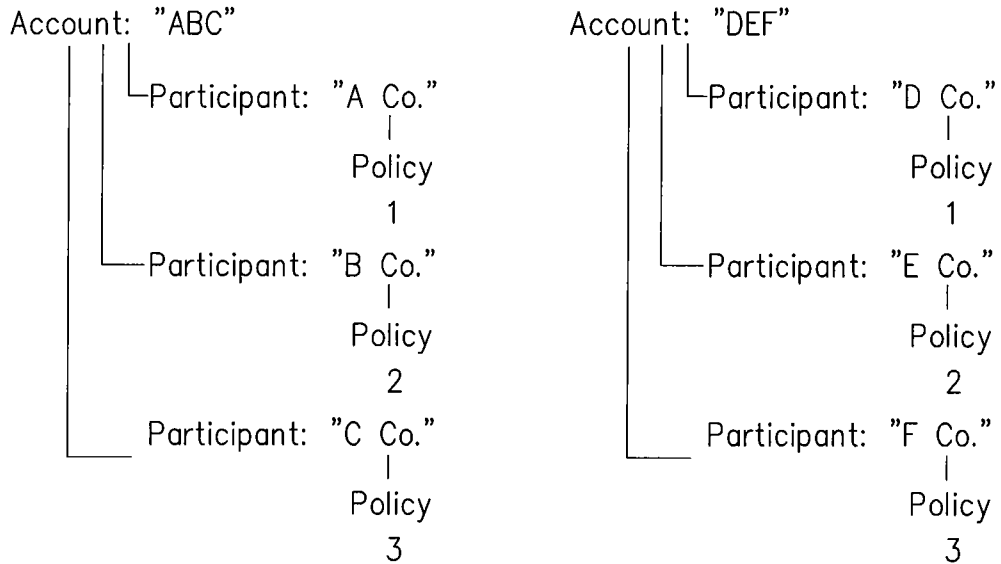 Account: "ABC"
Participant: "A Co."
Policy
1
Participant: "B Co."
Policy
2
Participant: "C Co."
Policy
3
Account: "DEF"
Participant: "D Co."
Policy
1
Participant: "E Co."
Policy
2
Participant: "F Co."
Policy
3